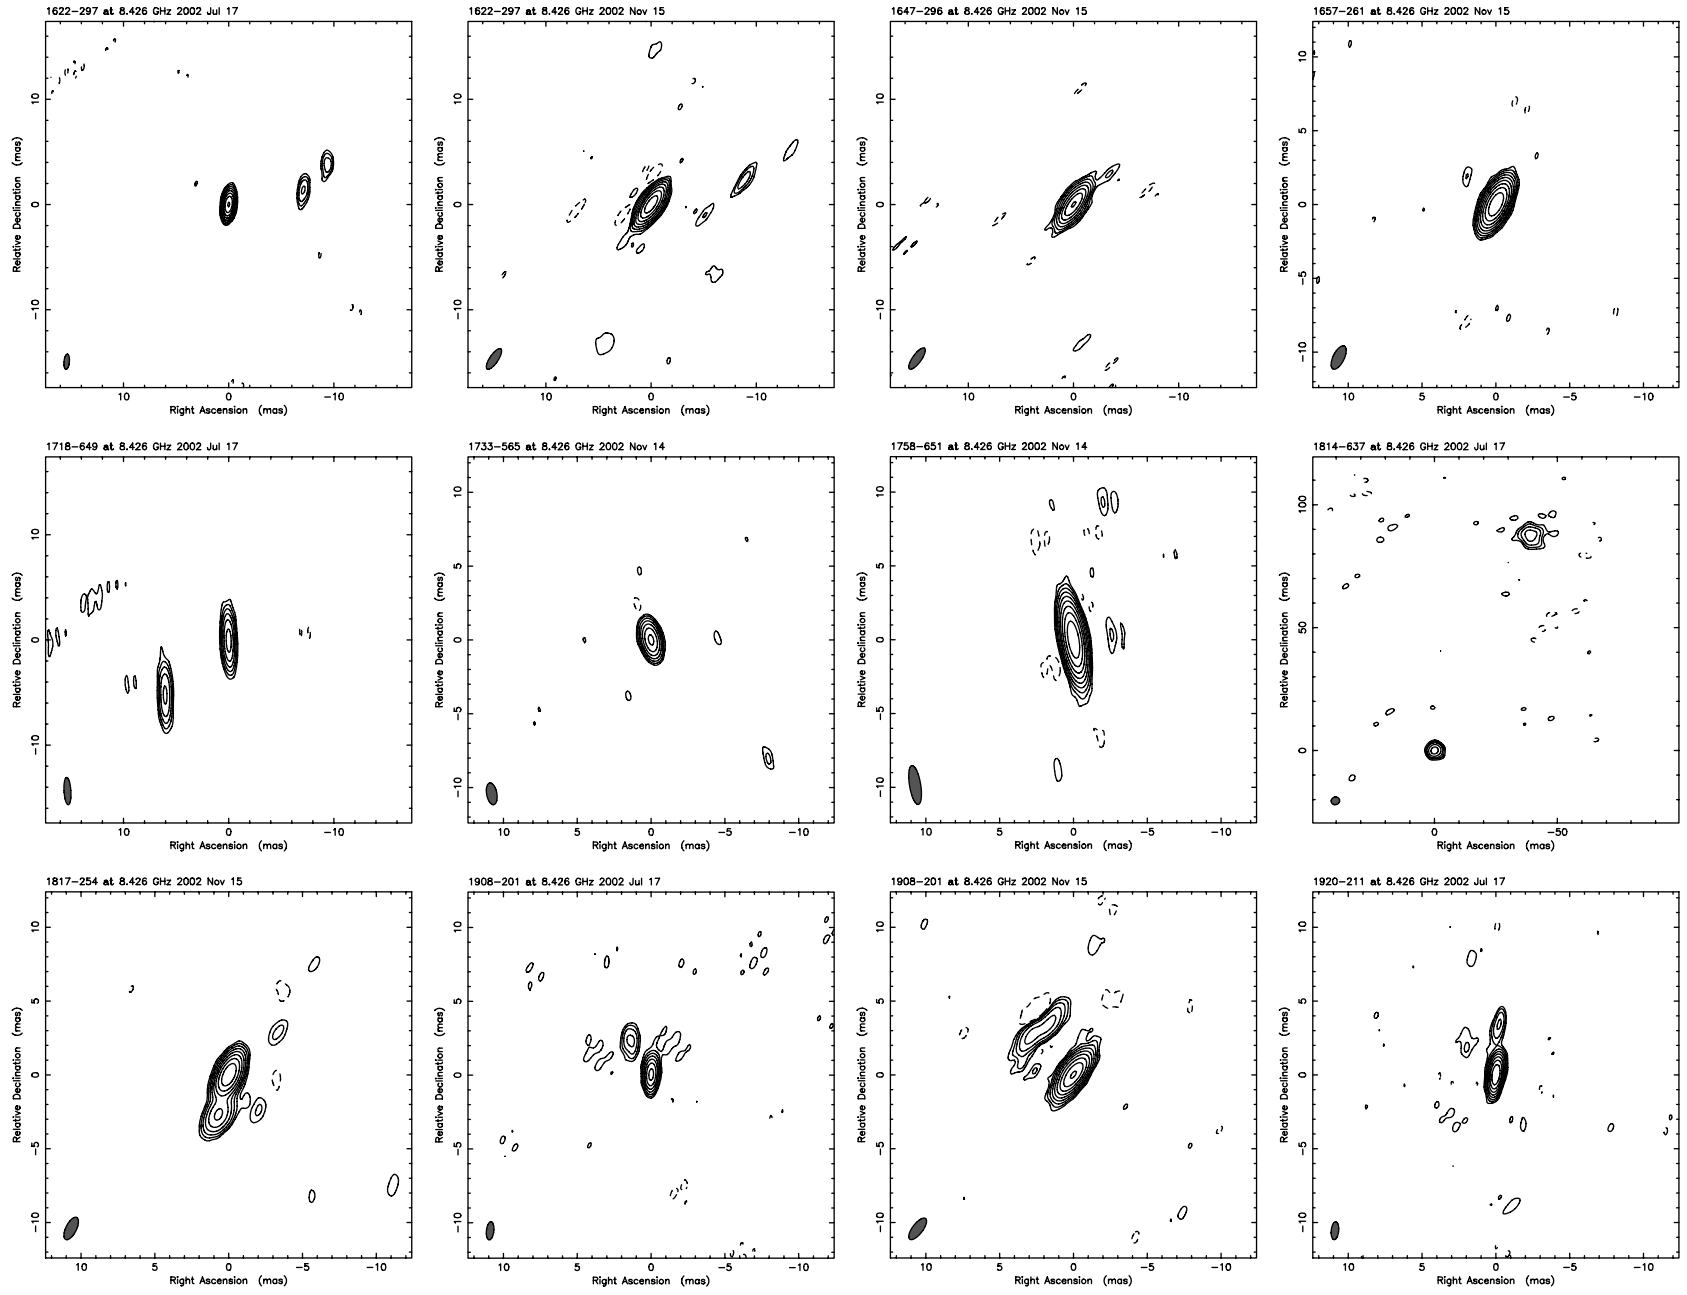 1622−297 at 8.426 GHz 2002 Jul 17
1622−297 at 8.426 GHz 2002 Nov 15
1647−296 at 8.426 GHz 2002 Nov 15
1657−261 at 8.426 GHz 2002 Nov 15
Relative Declination (mas)
10
0
−10
Relative Declination (mas)
10
0
−10
Relative Declination (mas)
10
0
−10
Relative Declination (mas)
10
5
0
−5
−10
10 0 −10
10 0 −10
10 0 −10
10 5 0 −5 −10
Right Ascension (mas)
Right Ascension (mas)
Right Ascension (mas)
Right Ascension (mas)
1718−649 at 8.426 GHz 2002 Jul 17
1733−565 at 8.426 GHz 2002 Nov 14
1758−651 at 8.426 GHz 2002 Nov 14
1814−637 at 8.426 GHz 2002 Jul 17
Relative Declination (mas)
10
0
−10
Relative Declination (mas)
10
5
0
−5
−10
Relative Declination (mas)
10
5
0
−5
−10
Relative Declination (mas)
100
50
0
10 0 −10
10 5 0 −5 −10
10 5 0 −5 −10
0 −50
Right Ascension (mas)
Right Ascension (mas)
Right Ascension (mas)
Right Ascension (mas)
1817−254 at 8.426 GHz 2002 Nov 15
1908−201 at 8.426 GHz 2002 Jul 17
1908−201 at 8.426 GHz 2002 Nov 15
1920−211 at 8.426 GHz 2002 Jul 17
Relative Declination (mas)
10
5
0
−5
−10
Relative Declination (mas)
10
5
0
−5
−10
Relative Declination (mas)
10
5
0
−5
−10
Relative Declination (mas)
10
5
0
−5
−10
10 5 0 −5 −10
10 5 0 −5 −10
10 5 0 −5 −10
10 5 0 −5 −10
Right Ascension (mas)
Right Ascension (mas)
Right Ascension (mas)
Right Ascension (mas)